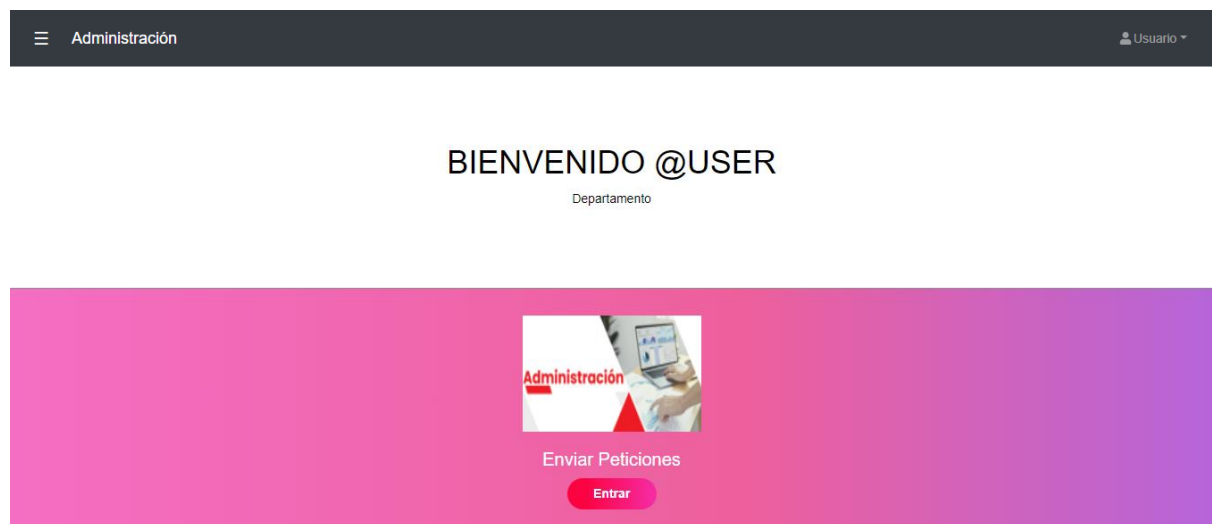 ☰ Administración
Usuario
BIENVENIDO @USER
Departamento
Administración
Enviar Peticiones
Entrar